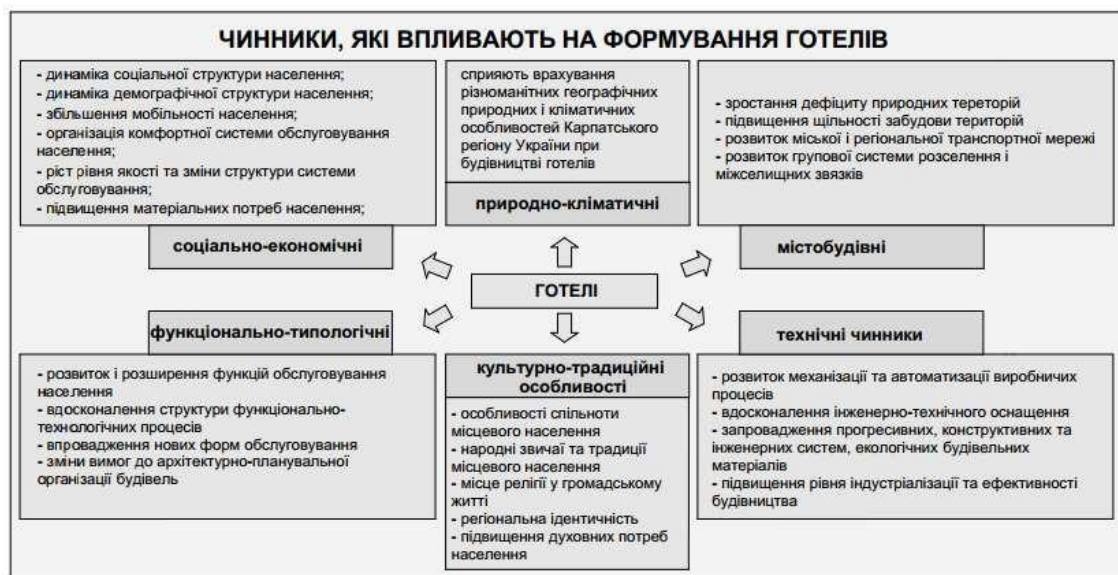 ЧИННИКИ, ЯКІ ВПЛИВАЮТЬ НА ФОРМУВАННЯ ГОТЕЛІВ
- динаміка соціальної структури населення;
- динаміка демографічної структури населення;
- збільшення мобільності населення;
- організація комфортної системи обслуговування
населення;
- ріст рівня якості та зміни структури системи
обслуговування;
- підвищення матеріальних потреб населення;
соціально-економічні
сприяють врахування
різноманітних географічних
природних і кліматичних
особливостей Карпатського
регіону України при
будівництві готелів
природно-кліматичні
- зростання дефіциту природних тереторій
- підвищення щільності забудови територій
- розвиток міської і регіональної транспортної мережі
- розвиток групової системи розселення і
міжселищних звязків
містобудівні
ГОТЕЛІ
функціонально-типологічні
- розвиток і розширення функцій обслуговування
населення
- вдосконалення структури функціонально-
технологічних процесів
- впровадження нових форм обслуговування
- зміни вимог до архітектурно-планувальної
організації будівель
культурно-традиційні
особливості
- особливості спільноти
місцевого населення
- народні звичаї та традиції
місцевого населення
- місце релігії у громадському
житті
- регіональна ідентичність
- підвищення духовних потреб
населення
технічні чинники
- розвиток механізації та автоматизації виробничих
процесів
- вдосконалення інженерно-технічного оснащення
- запровадження прогресивних, конструктивних та
інженерних систем, екологічних будівельних
матеріалів
- підвищення рівня індустріалізації та ефективності
будівництва